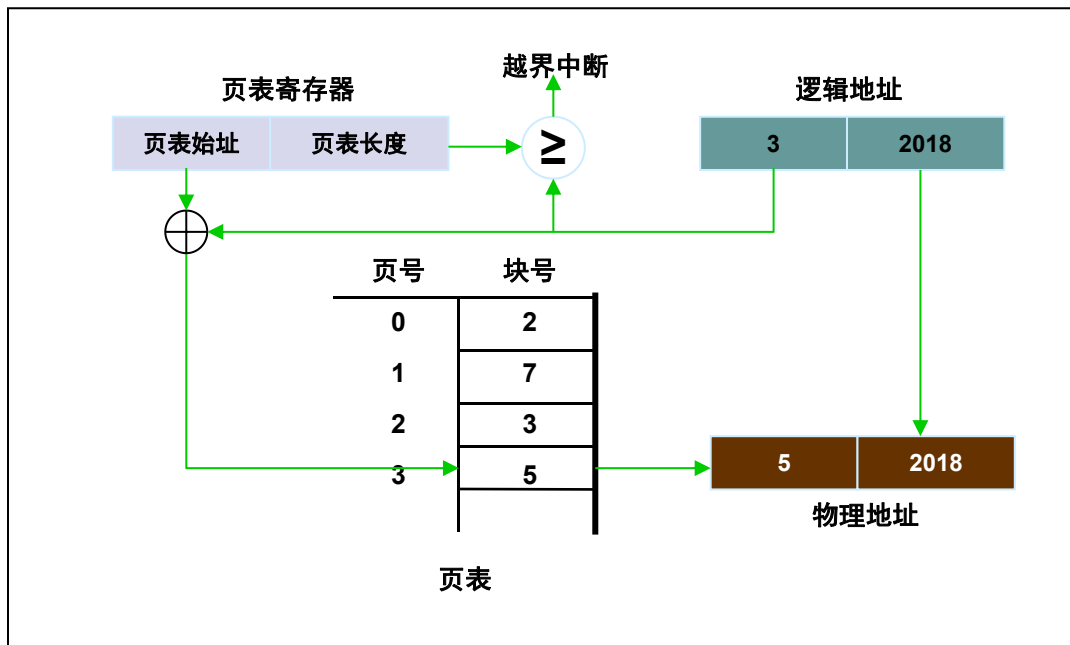 越界中断
页表寄存器
逻辑地址
页表始址 页表长度
≥
3 2018
页号 块号
0 2
1 7
2 3
3 5
5 2018
物理地址
页表